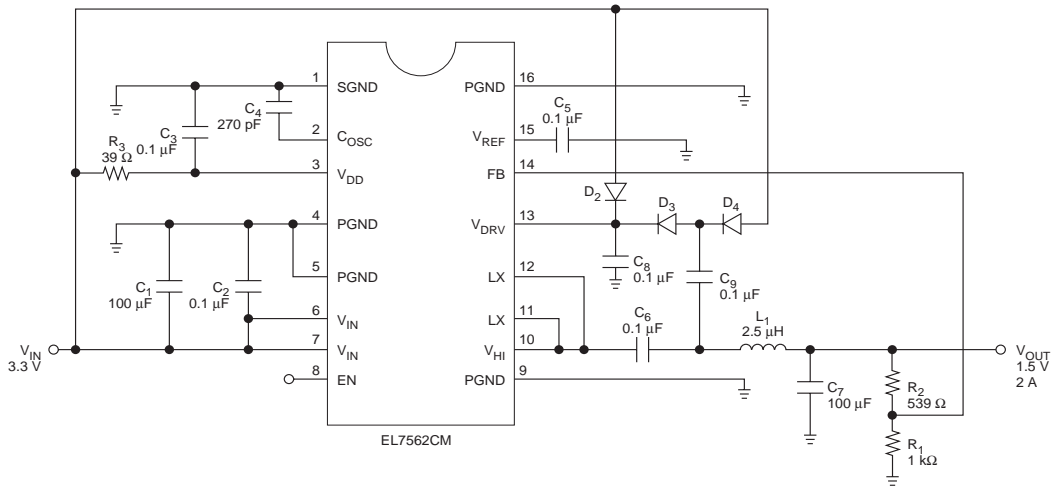 1
SGND
PGND
16
C4
270 pF
C3
0.1 µF
2
COSC
C5
0.1 µF
VREF
15
R3
39 Ω
3
VDD
FB
14
D2
D3
D4
4
PGND
VDRV
13
C8
0.1 µF
C9
0.1 µF
C1
100 µF
C2
0.1 µF
5
PGND
LX
12
6
VIN
LX
11
C6
0.1 µF
L1
2.5 µH
VIN
3.3 V
7
VIN
VHI
10
VOUT
1.5 V
2 A
8
EN
PGND
9
C7
100 µF
R2
539 Ω
R1
1 kΩ
EL7562CM